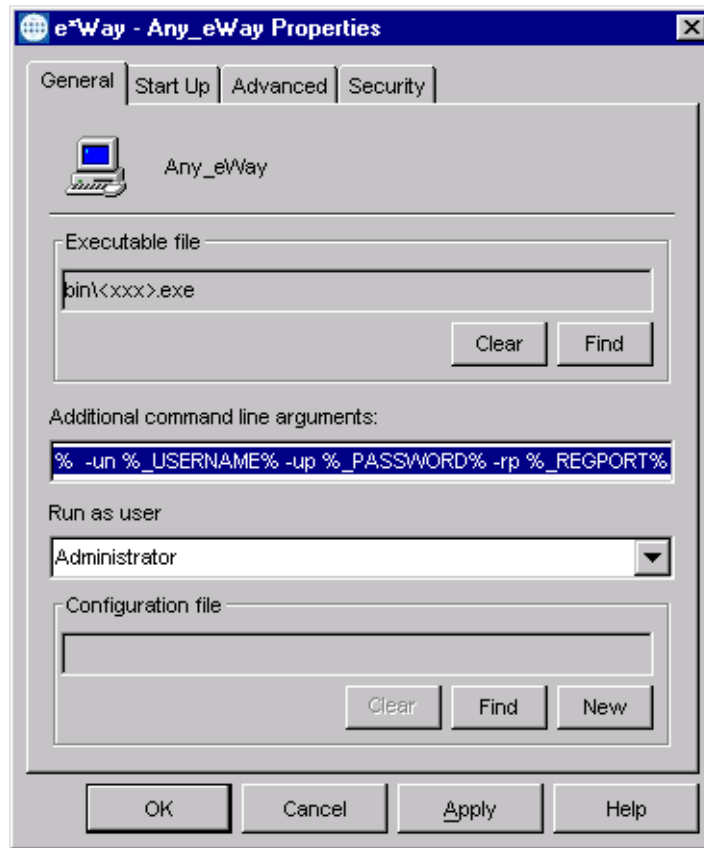 e*Way - Any_eWay Properties
General Start Up Advanced Security
Any_eWay
Executable file
bin\<xxx>.exe
Clear Find
Additional command line arguments:
% -un %_USERNAME% -up %_PASSWORD% -rp %_REGPORT%
Run as user
Administrator
Configuration file
Clear Find New
OK Cancel Apply Help